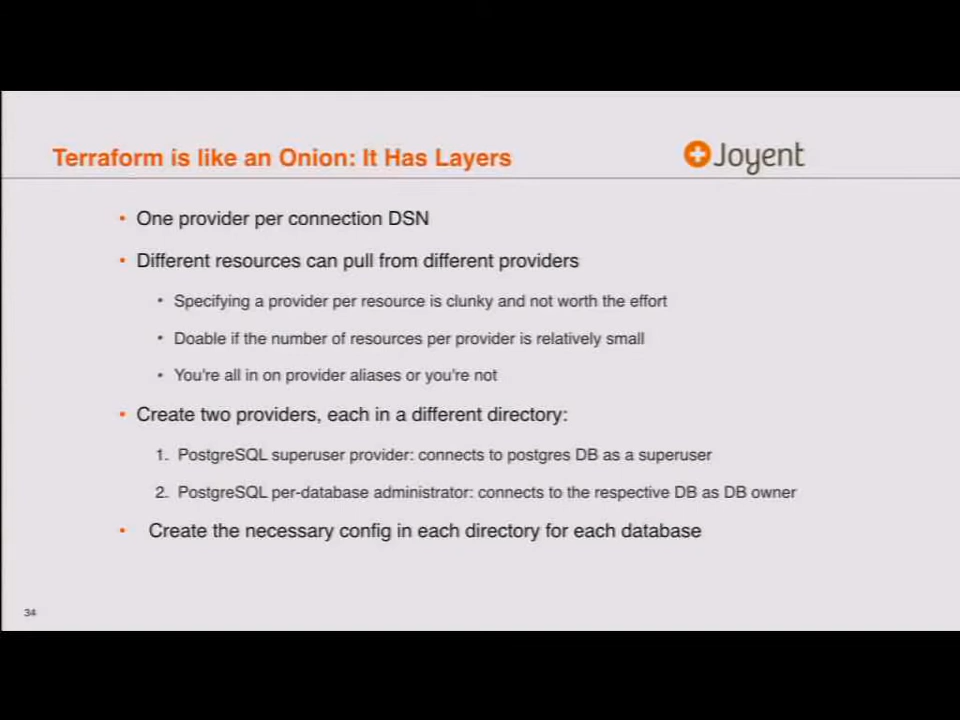 Terraform is like an Onion: It Has Layers
Joyent
• One provider per connection DSN
• Different resources can pull from different providers
• Specifying a provider per resource is clunky and not worth the effort
• Doable if the number of resources per provider is relatively small
• You're all in on provider aliases or you're not
• Create two providers, each in a different directory:
1. PostgreSQL superuser provider: connects to postgres DB as a superuser
2. PostgreSQL per-database administrator: connects to the respective DB as DB owner
• Create the necessary config in each directory for each database
34